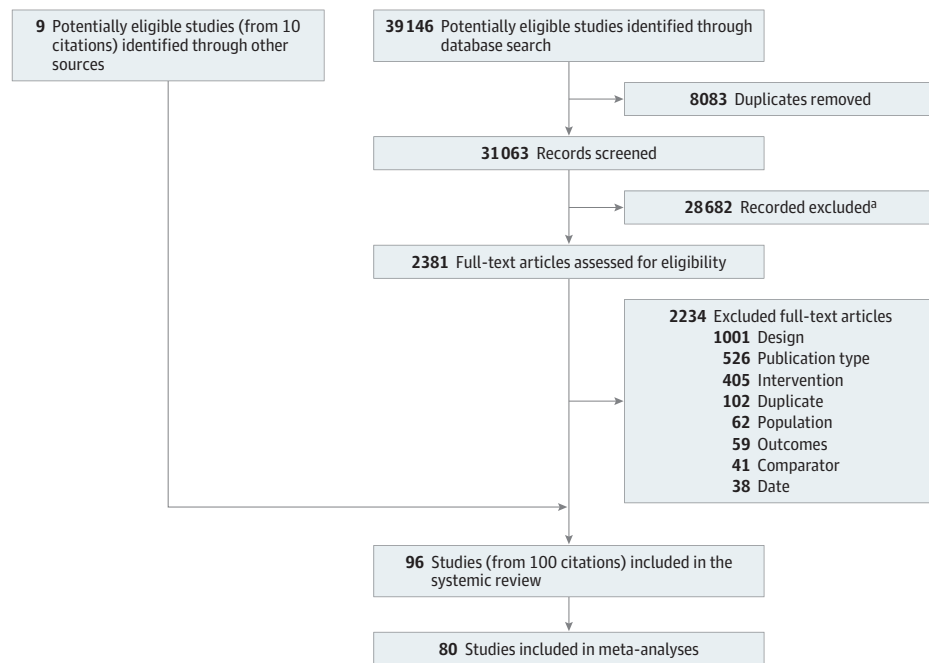 9 Potentially eligible studies (from 10
citations) identified through other
sources
39146 Potentially eligible studies identified through
database search
8083 Duplicates removed
31063 Records screened
28682 Recorded excludedª
2381 Full-text articles assessed for eligibility
2234 Excluded full-text articles
1001 Design
526 Publication type
405 Intervention
102 Duplicate
62 Population
59 Outcomes
41 Comparator
38 Date
96 Studies (from 100 citations) included in the
systemic review
80 Studies included in meta-analyses